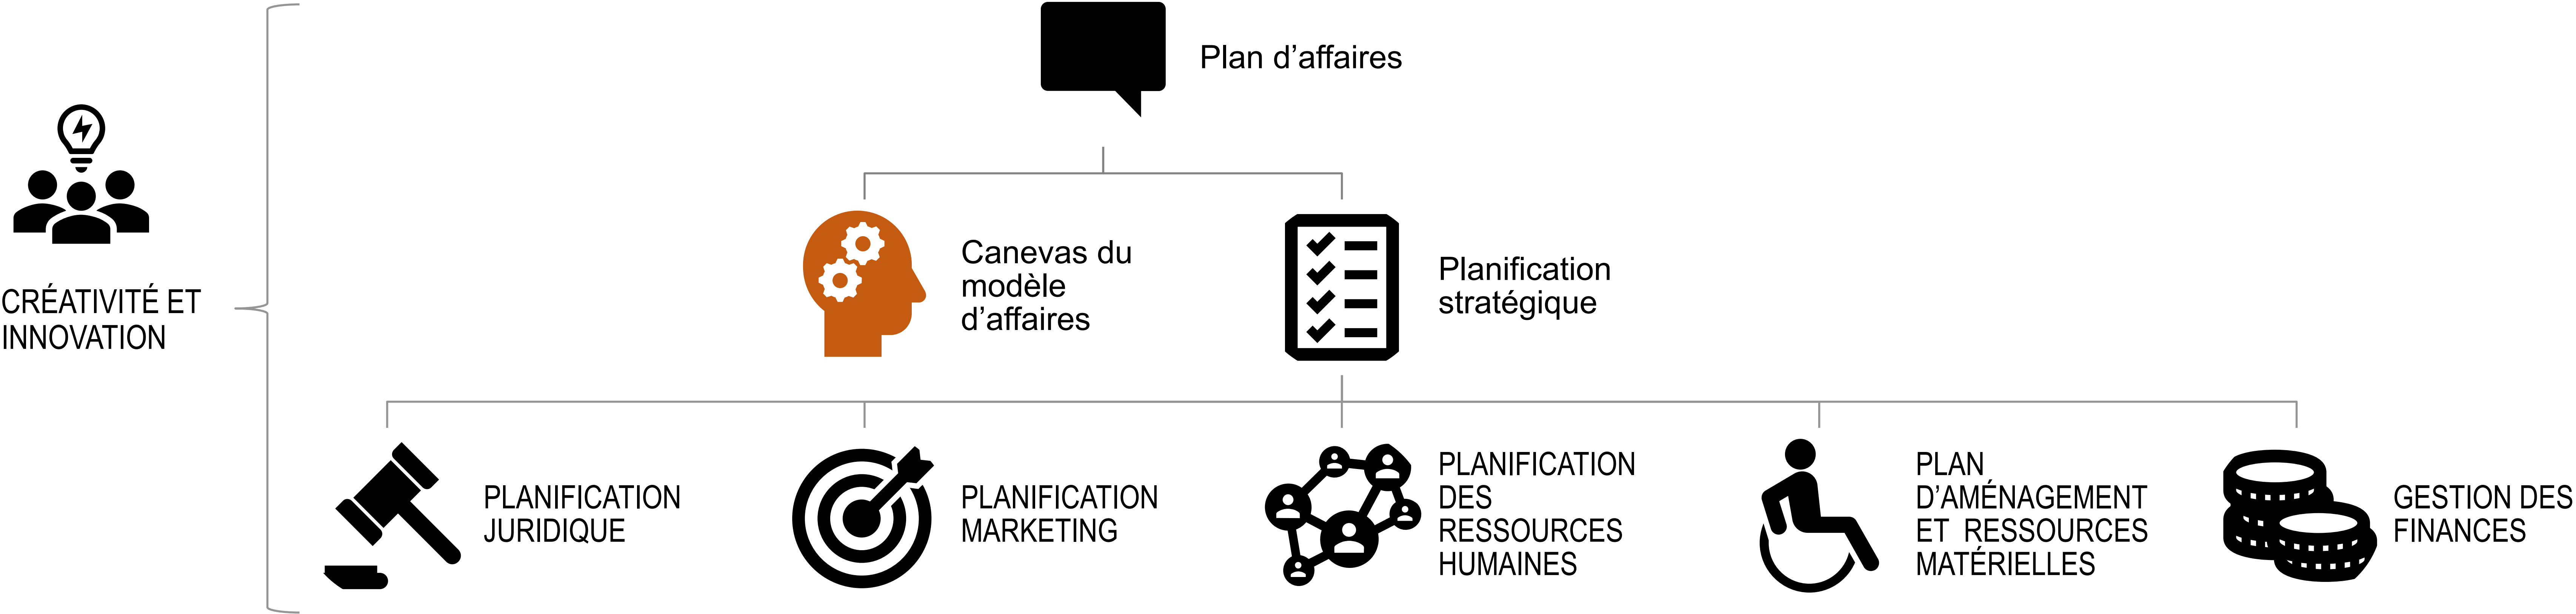 Plan d’affaires
CRÉATIVITÉ ET
INNOVATION
Canevas du
modèle
d’affaires
Planification
stratégique
PLANIFICATION
JURIDIQUE
PLANIFICATION
MARKETING
PLANIFICATION
DES
RESSOURCES
HUMAINES
PLAN
D’AMÉNAGEMENT
ET RESSOURCES
MATÉRIELLES
GESTION DES
FINANCES